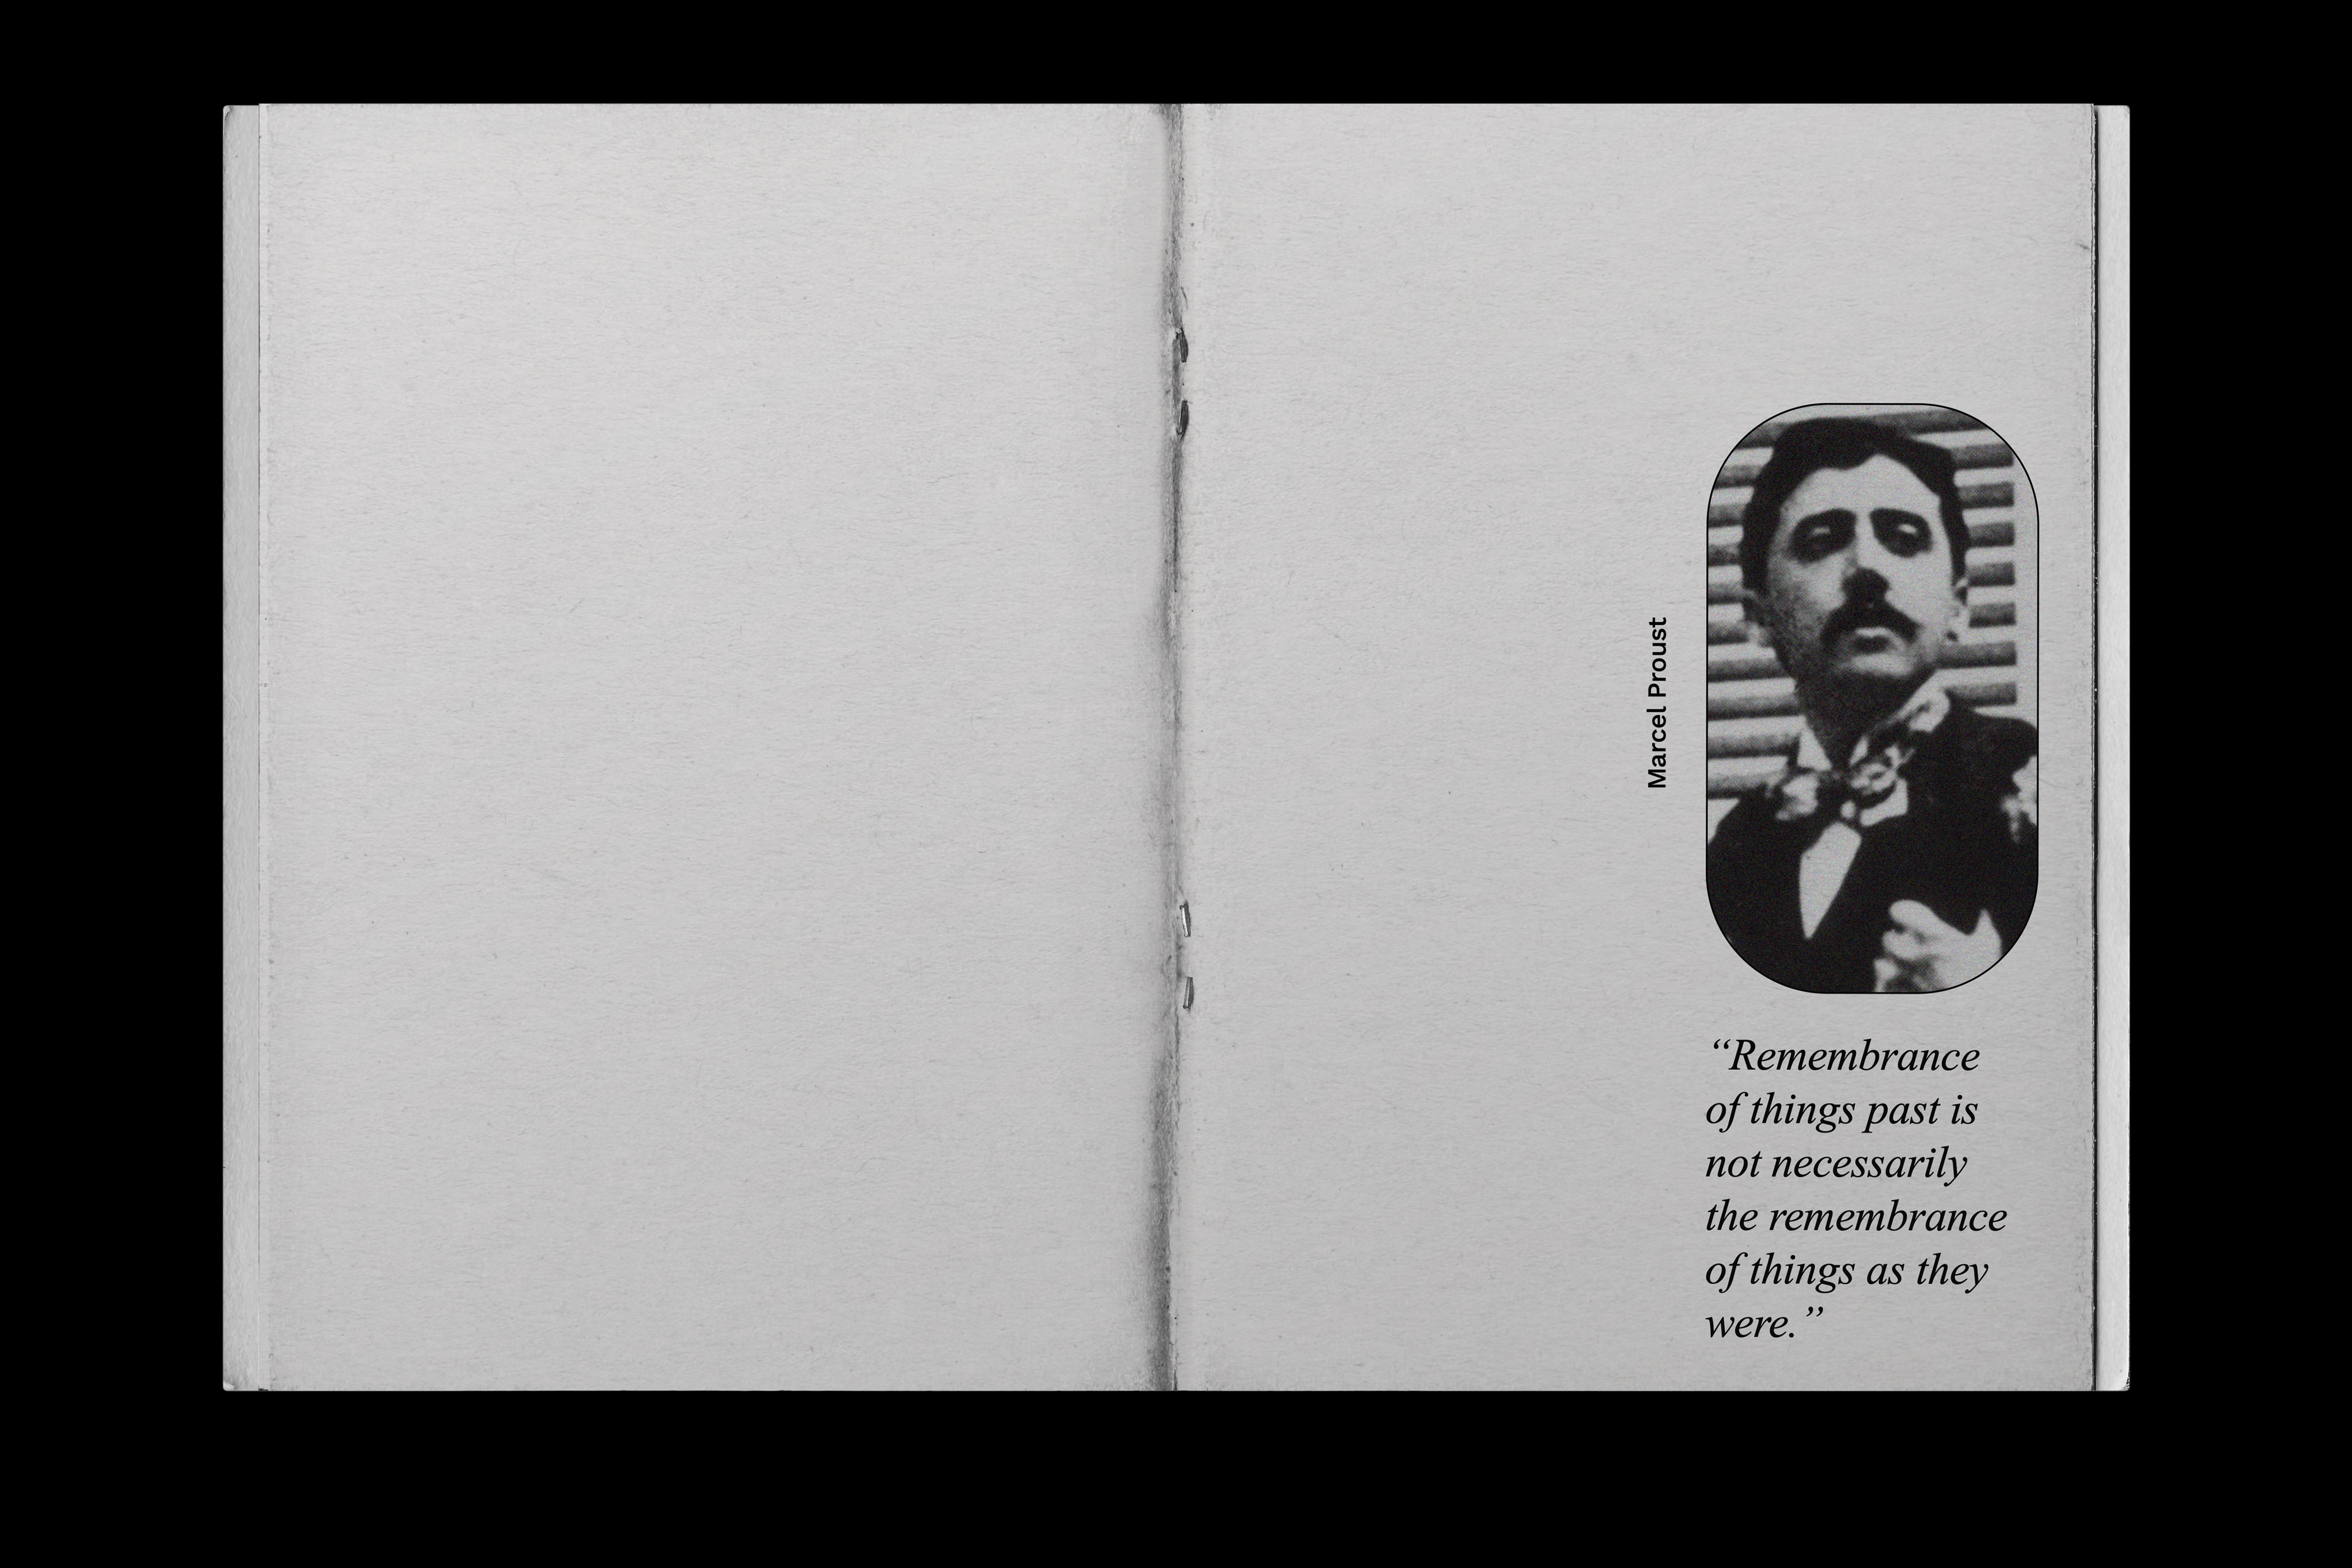 Marcel Proust
“Remembrance
of things past is
not necessarily
the remembrance
of things as they
were.”